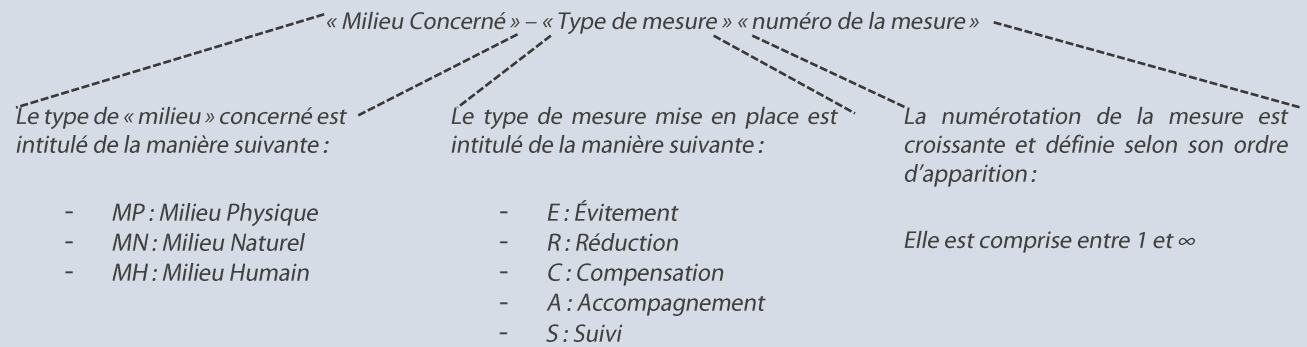 « Milieu Concerné » – « Type de mesure » « numéro de la mesure »
Le type de « milieu » concerné est
intitulé de la manière suivante :
- MP : Milieu Physique
- MN : Milieu Naturel
- MH : Milieu Humain
Le type de mesure mise en place est
intitulé de la manière suivante :
- E : Évitement
- R : Réduction
- C : Compensation
- A : Accompagnement
- S : Suivi
La numérotation de la mesure est
croissante et définie selon son ordre
d’apparition :
Elle est comprise entre 1 et ∞